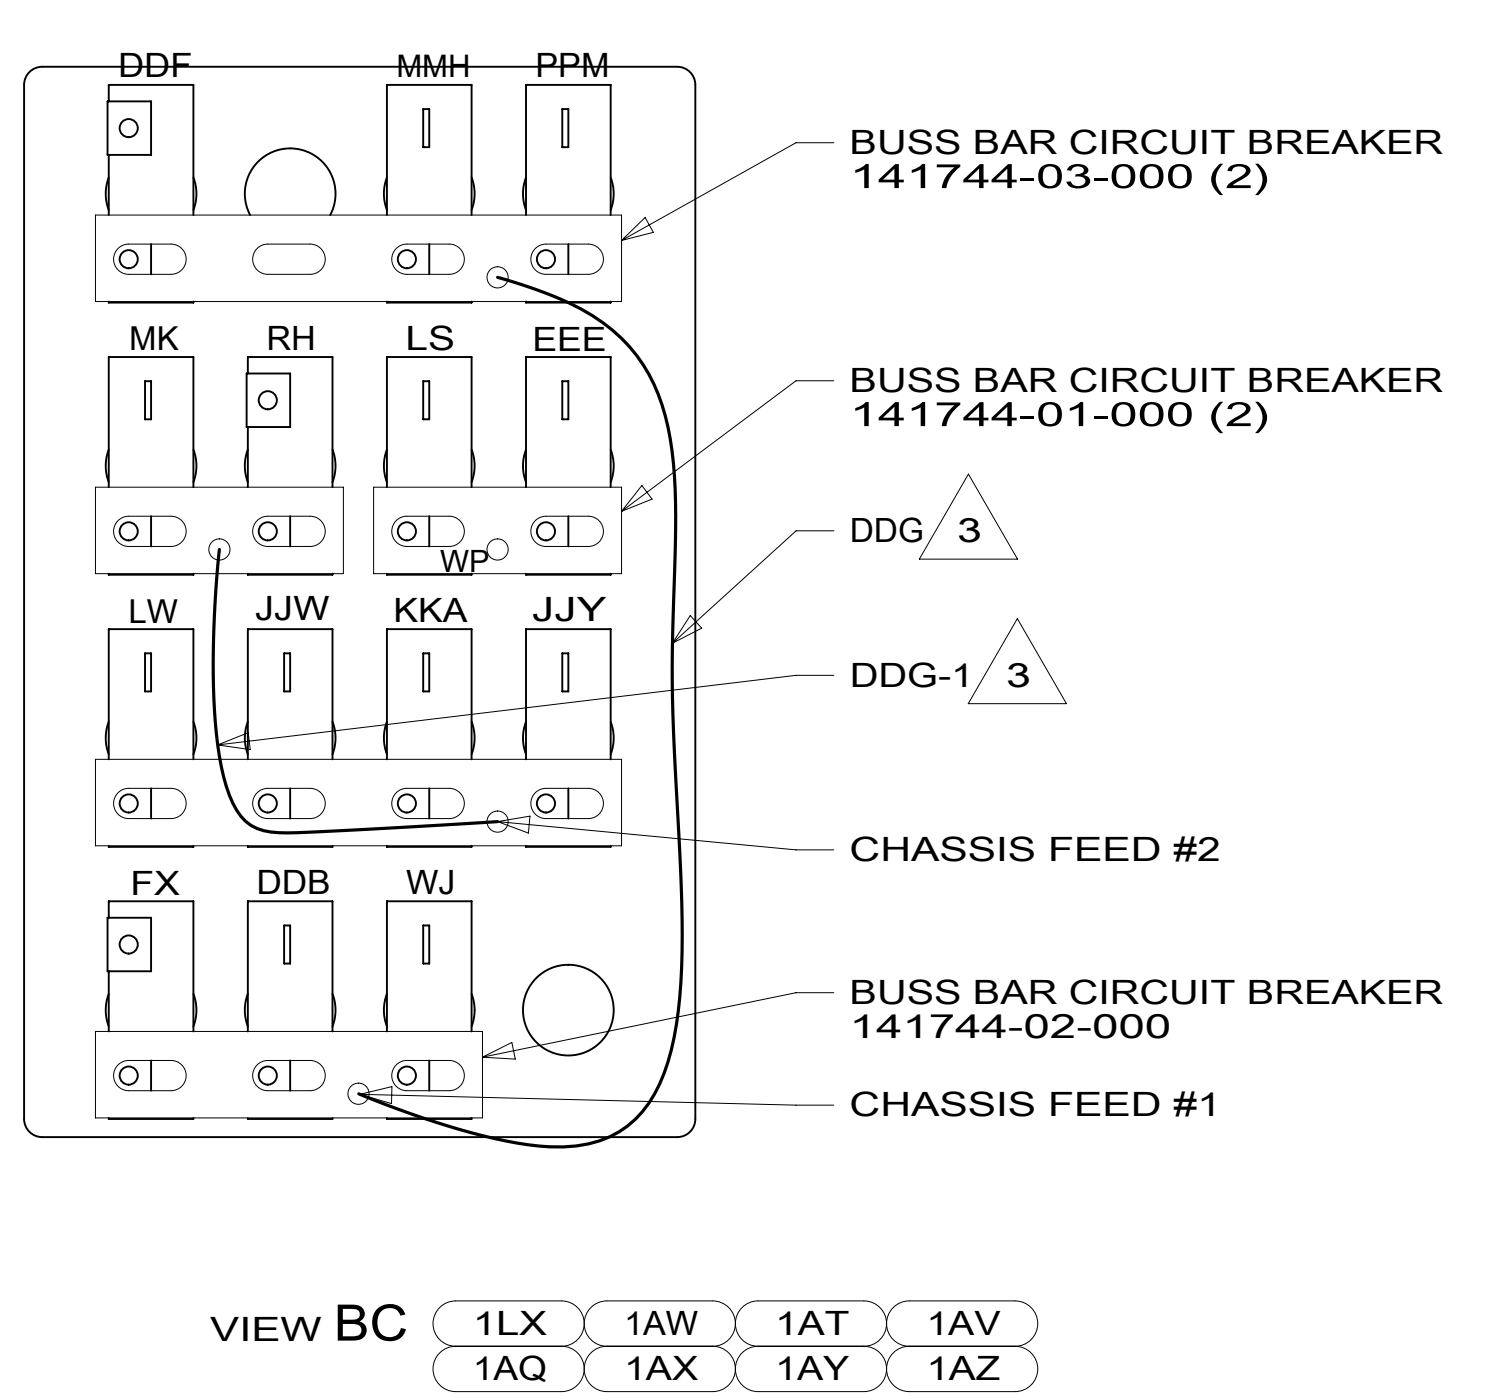 DDF MMH PPM
BUSS BAR CIRCUIT BREAKER
141744-03-000 (2)
MK RH LS EEE
BUSS BAR CIRCUIT BREAKER
141744-01-000 (2)
DDG 3
WP
LW JJW KKA JJY
DDG-1 3
CHASSIS FEED #2
FX DDB WJ
BUSS BAR CIRCUIT BREAKER
141744-02-000
CHASSIS FEED #1
VIEW BC 1LX 1AW 1AT 1AV
1AQ 1AX 1AY 1AZ